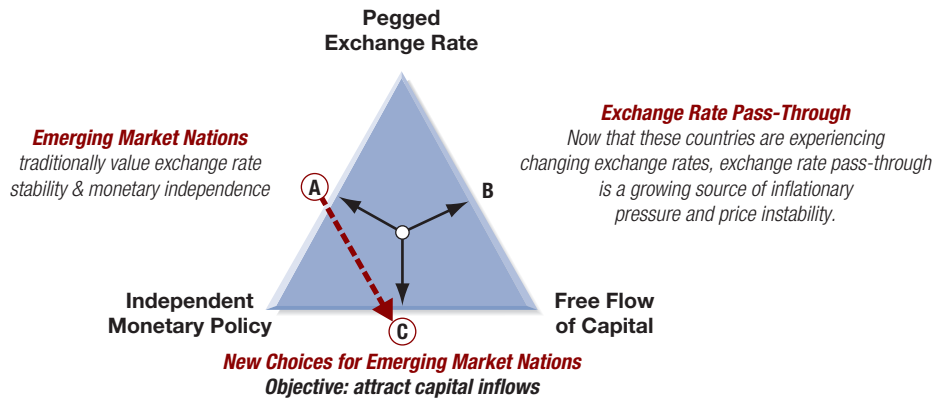 Pegged
Exchange Rate
Emerging Market Nations
traditionally value exchange rate
stability & monetary independence
Exchange Rate Pass-Through
Now that these countries are experiencing
changing exchange rates, exchange rate pass-through
is a growing source of inflationary
pressure and price instability.
A
B
Independent
Monetary Policy
Free Flow
of Capital
C
New Choices for Emerging Market Nations
Objective: attract capital inflows